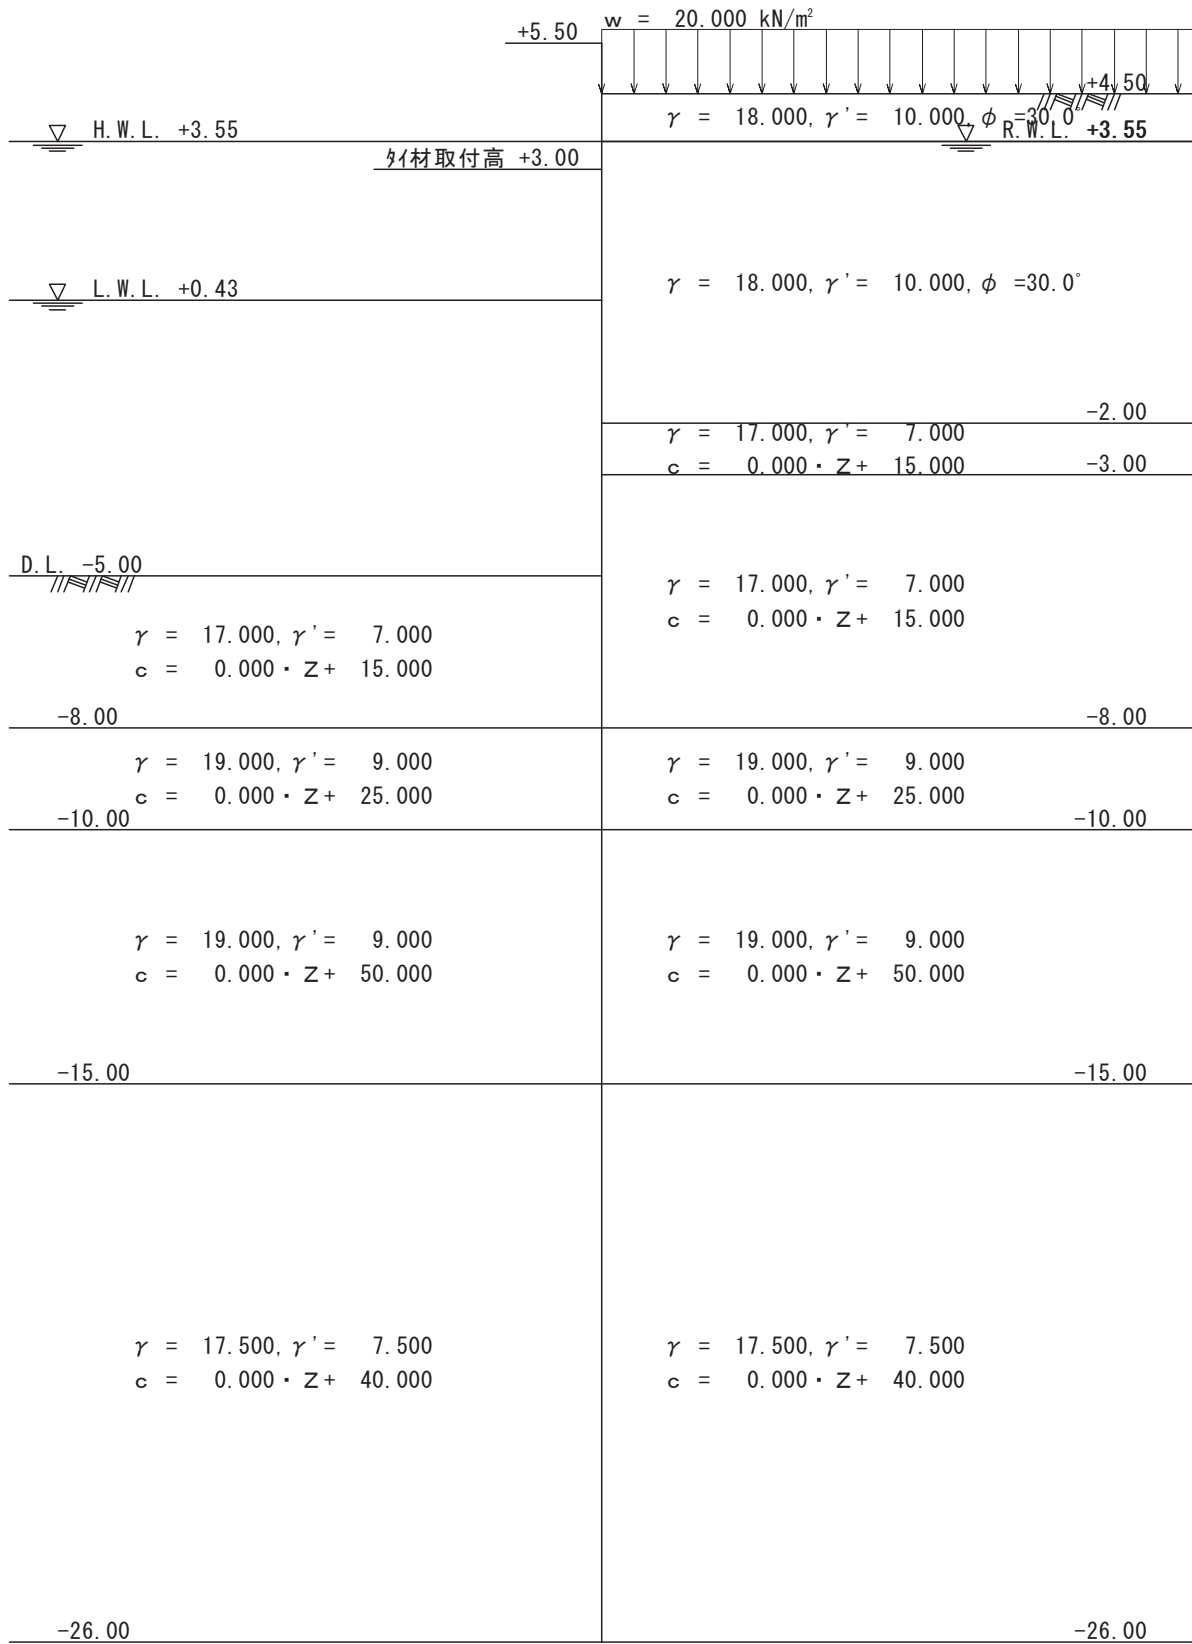 w = 20.000 kN/m²
+5.50
+4.50
γ = 18.000, γ'= 10.000, φ =30.0°
H.W.L. +3.55
R.W.L. +3.55
タイ材取付高 +3.00
L.W.L. +0.43
γ = 18.000, γ'= 10.000, φ =30.0°
-2.00
γ = 17.000, γ'= 7.000
c = 0.000・Z+ 15.000
-3.00
D.L. -5.00
γ = 17.000, γ'= 7.000
c = 0.000・Z+ 15.000
γ = 17.000, γ'= 7.000
c = 0.000・Z+ 15.000
-8.00
-8.00
γ = 19.000, γ'= 9.000
c = 0.000・Z+ 25.000
γ = 19.000, γ'= 9.000
c = 0.000・Z+ 25.000
-10.00
-10.00
γ = 19.000, γ'= 9.000
c = 0.000・Z+ 50.000
γ = 19.000, γ'= 9.000
c = 0.000・Z+ 50.000
-15.00
-15.00
γ = 17.500, γ'= 7.500
c = 0.000・Z+ 40.000
γ = 17.500, γ'= 7.500
c = 0.000・Z+ 40.000
-26.00
-26.00